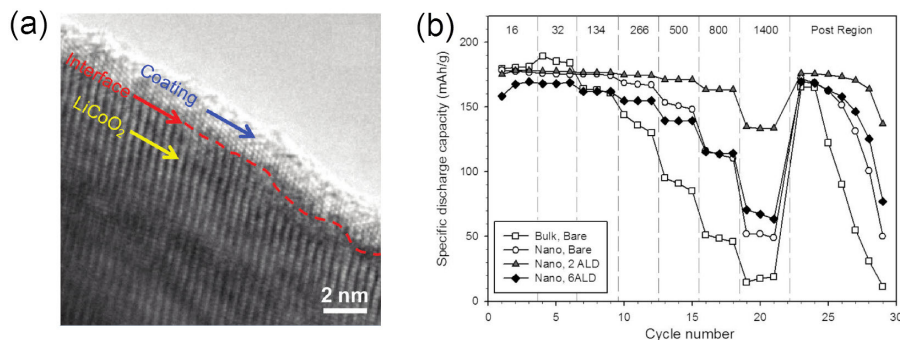 (a)
Interface
Coating
LiCoO₂
2 nm
(b)
16 32 134 266 500 800 1400 Post Region
Specific discharge capacity (mAh/g)
200
150
100
50
0
Bulk, Bare
Nano, Bare
Nano, 2 ALD
Nano, 6ALD
0 5 10 15 20 25 30
Cycle number